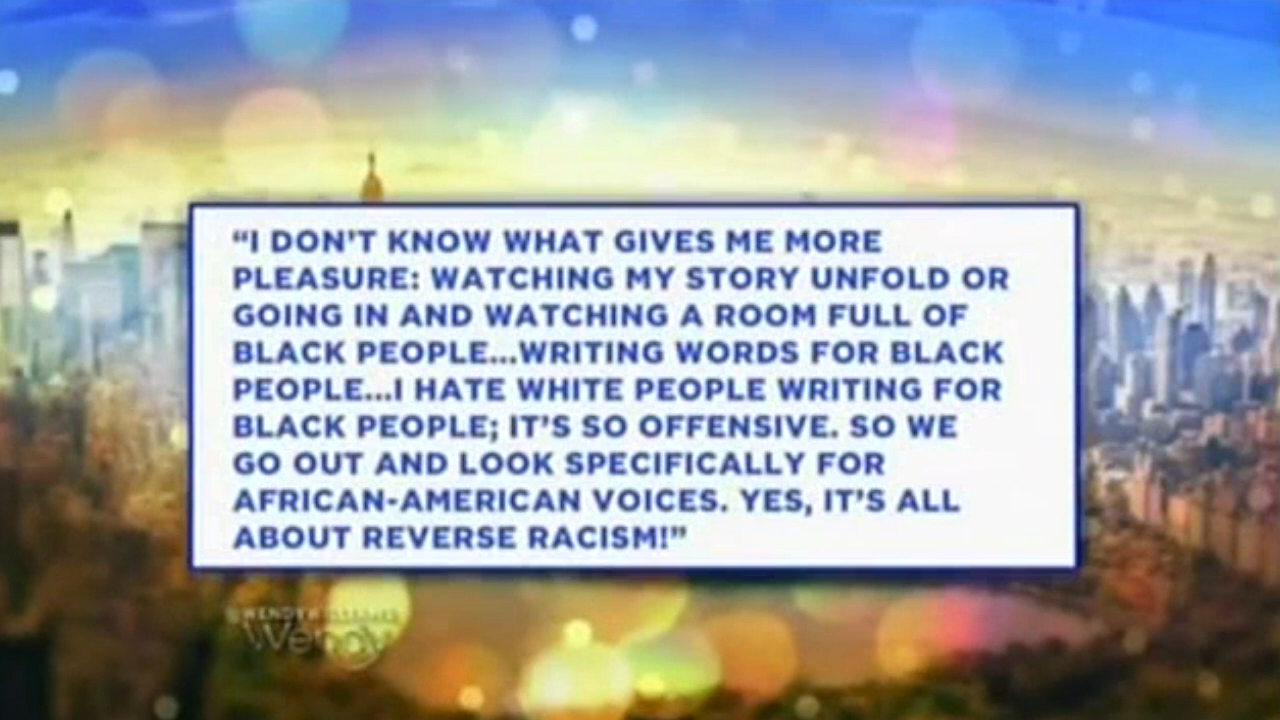 “I DON’T KNOW WHAT GIVES ME MORE
PLEASURE: WATCHING MY STORY UNFOLD OR
GOING IN AND WATCHING A ROOM FULL OF
BLACK PEOPLE...WRITING WORDS FOR BLACK
PEOPLE...I HATE WHITE PEOPLE WRITING FOR
BLACK PEOPLE; IT’S SO OFFENSIVE. SO WE
GO OUT AND LOOK SPECIFICALLY FOR
AFRICAN-AMERICAN VOICES. YES, IT’S ALL
ABOUT REVERSE RACISM!”
Wendy